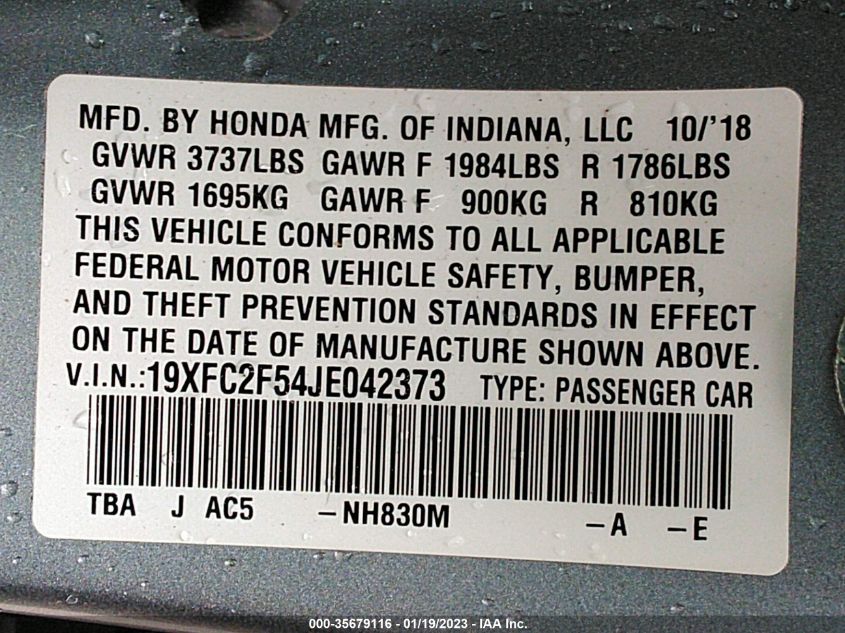 MFD. BY HONDA MFG. OF INDIANA, LLC 10/'18
GVWR 3737LBS GAWR F 1984LBS R 1786LBS
GVWR 1695KG GAWR F 900KG R 810KG
THIS VEHICLE CONFORMS TO ALL APPLICABLE
FEDERAL MOTOR VEHICLE SAFETY, BUMPER,
AND THEFT PREVENTION STANDARDS IN EFFECT
ON THE DATE OF MANUFACTURE SHOWN ABOVE.
V.I.N.:19XFC2F54JE042373 TYPE: PASSENGER CAR
TBA J AC5 -NH830M -A -E
000-35679116 - 01/19/2023 - IAA Inc.